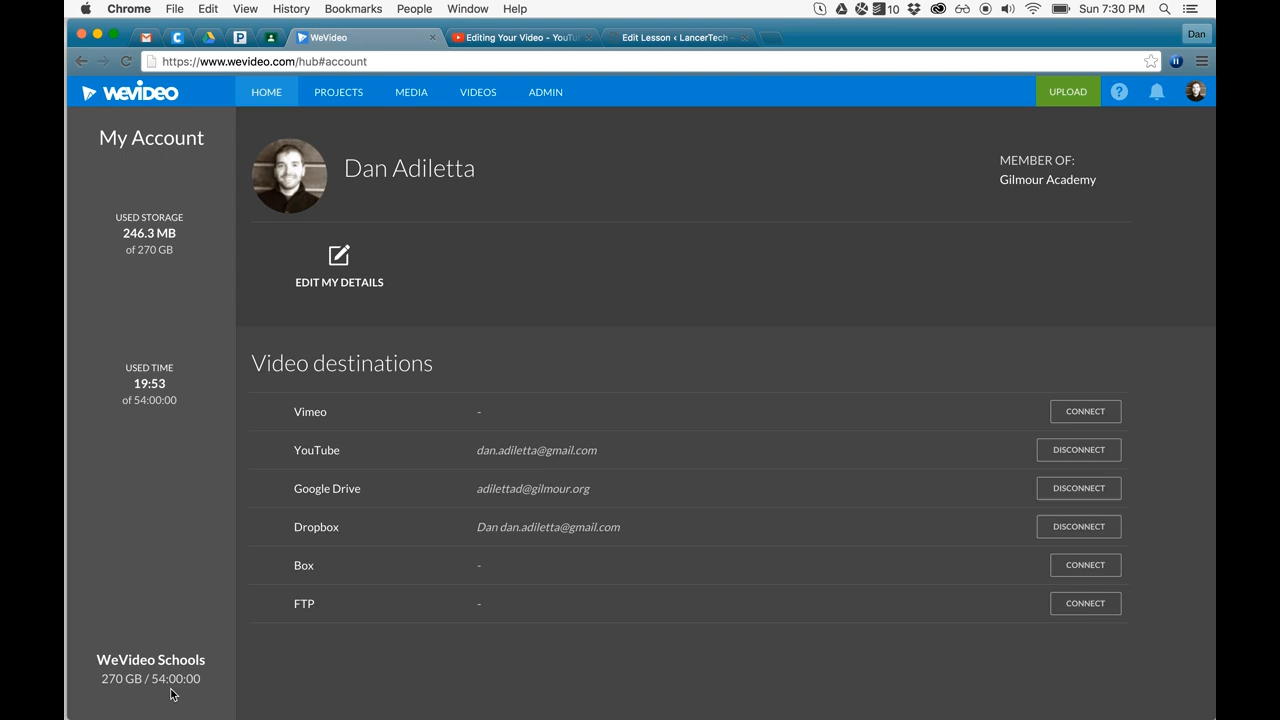 Chrome File Edit View History Bookmarks People Window Help 10 Sun 7:30 PM
WeVideo Editing Your Video - YouTu Edit Lesson ‹ LancerTech – Dan
https://www.wevideo.com/hub#account
WEVIDEO HOME PROJECTS MEDIA VIDEOS ADMIN UPLOAD ?
My Account
Dan Adiletta
MEMBER OF:
Gilmour Academy
USED STORAGE
246.3 MB
of 270 GB
EDIT MY DETAILS
USED TIME
19:53
of 54:00:00
Video destinations
Vimeo - CONNECT
YouTube dan.adiletta@gmail.com DISCONNECT
Google Drive adilettad@gilmour.org DISCONNECT
Dropbox Dan dan.adiletta@gmail.com DISCONNECT
Box - CONNECT
FTP - CONNECT
WeVideo Schools
270 GB / 54:00:00